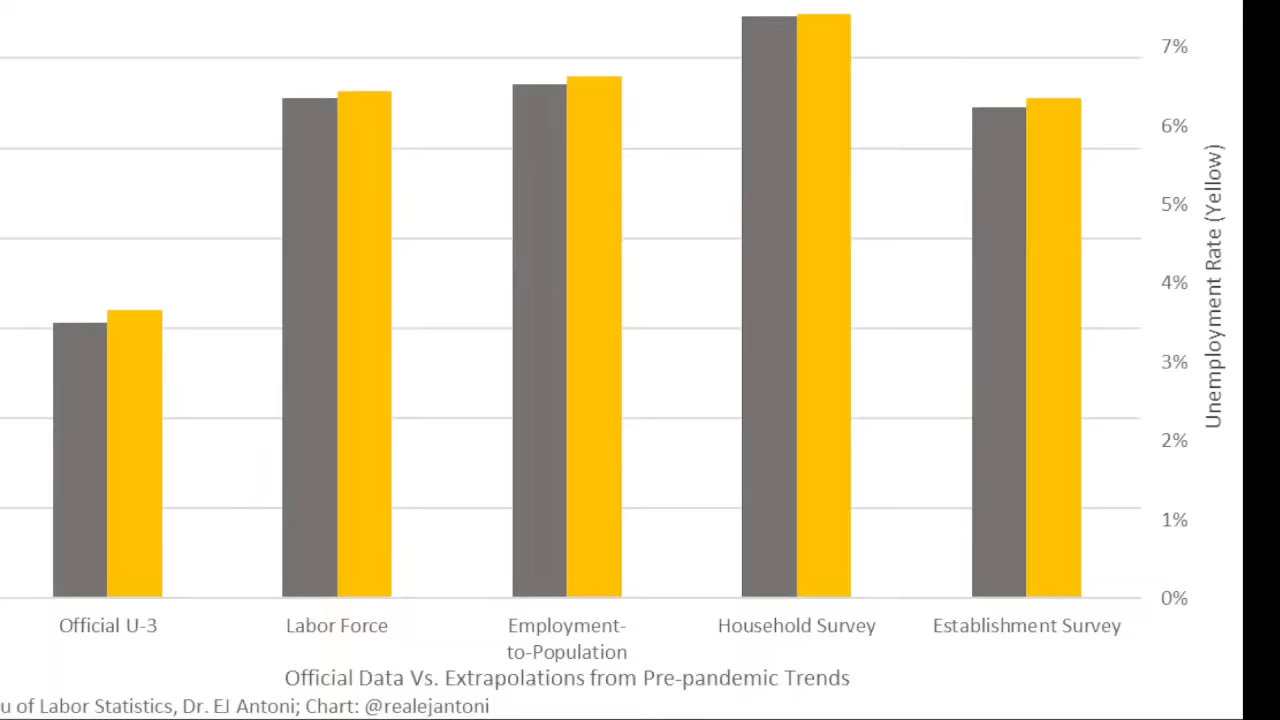 7%
6%
5%
4%
3%
2%
1%
0%
Unemployment Rate (Yellow)
Official U-3
Labor Force
Employment-
to-Population
Household Survey
Establishment Survey
Official Data Vs. Extrapolations from Pre-pandemic Trends
u of Labor Statistics, Dr. EJ Antoni; Chart: @realejantoni